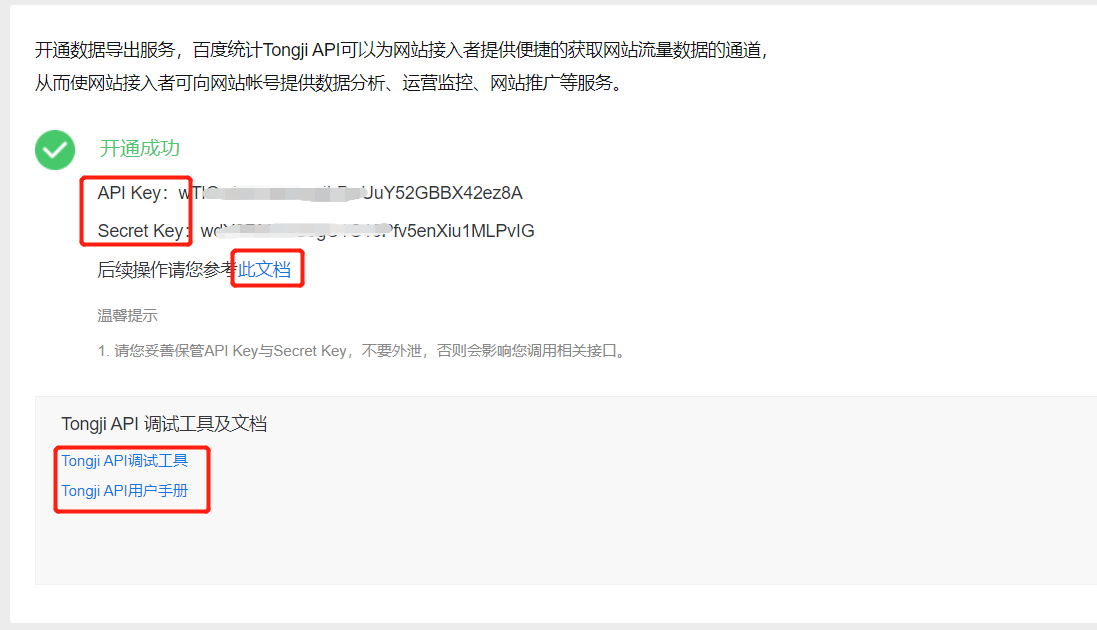 开通数据导出服务，百度统计Tongji API可以为网站接入者提供便捷的获取网站流量数据的通道，
从而使网站接入者可向网站帐号提供数据分析、运营监控、网站推广等服务。
开通成功
API Key：
Secret Key：
后续操作请您参考此文档
温馨提示
1. 请您妥善保管API Key与Secret Key，不要外泄，否则会影响您调用相关接口。
Tongji API 调试工具及文档
Tongji API调试工具
Tongji API用户手册